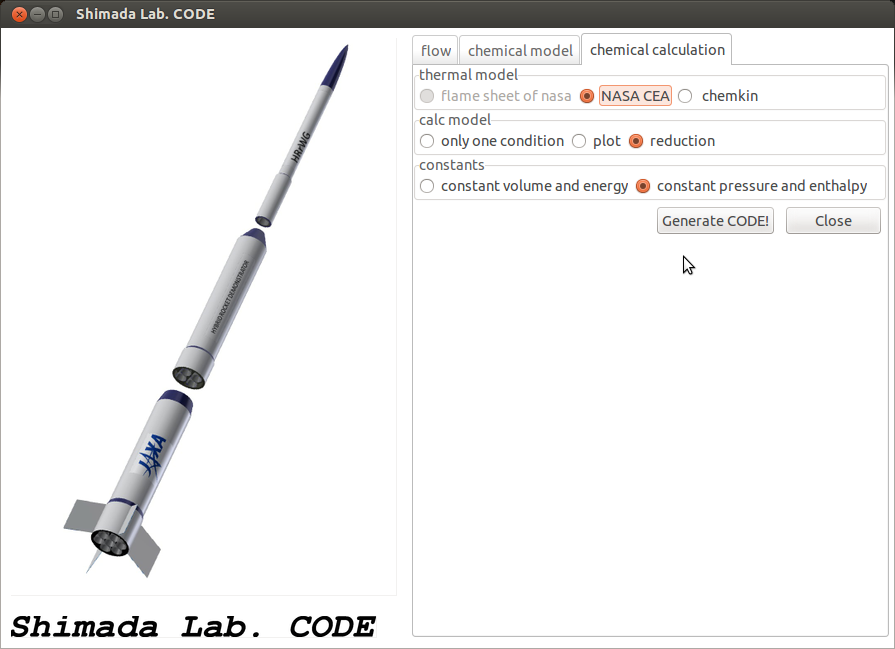 Shimada Lab. CODE
flow chemical model chemical calculation
thermal model
flame sheet of nasa NASA CEA chemkin
calc model
only one condition plot reduction
constants
constant volume and energy constant pressure and enthalpy
Generate CODE! Close
HRrWG
HYBRID ROCKET DEMONSTRATOR
JAXA
Shimada Lab. CODE